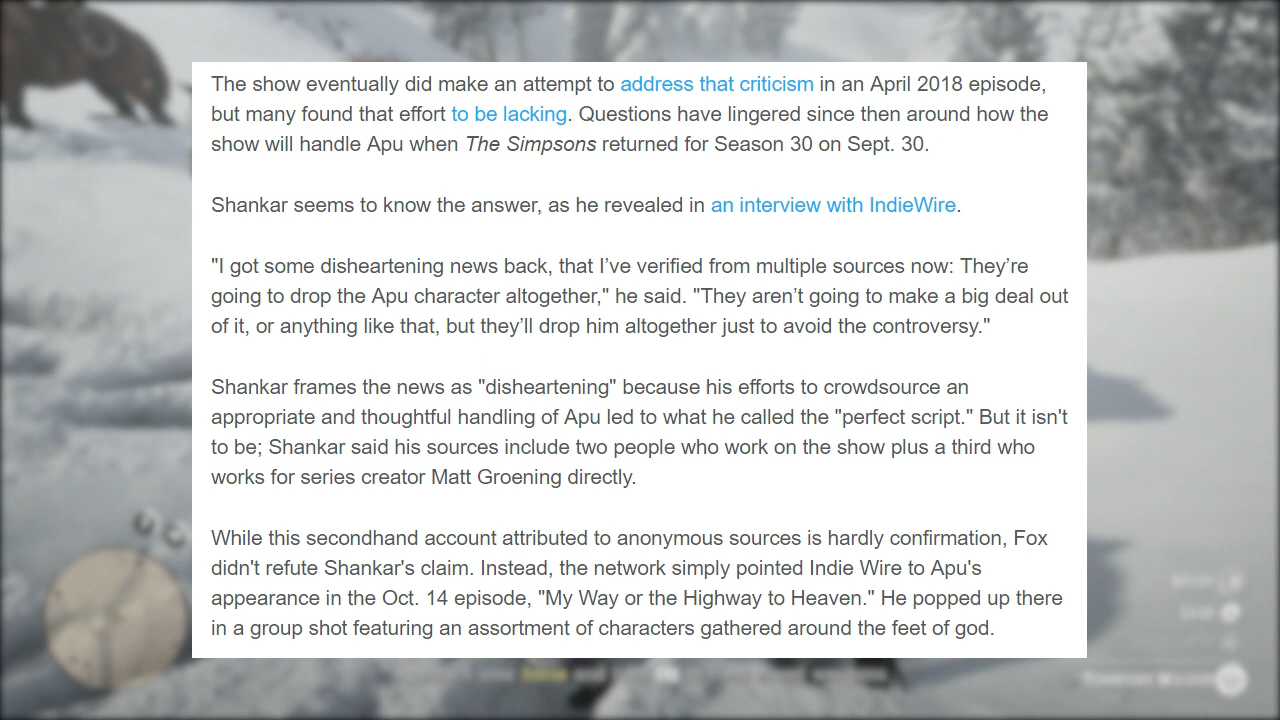 The show eventually did make an attempt to address that criticism in an April 2018 episode,
but many found that effort to be lacking. Questions have lingered since then around how the
show will handle Apu when The Simpsons returned for Season 30 on Sept. 30.
Shankar seems to know the answer, as he revealed in an interview with IndieWire.
"I got some disheartening news back, that I’ve verified from multiple sources now: They’re
going to drop the Apu character altogether," he said. "They aren’t going to make a big deal out
of it, or anything like that, but they’ll drop him altogether just to avoid the controversy."
Shankar frames the news as "disheartening" because his efforts to crowdsource an
appropriate and thoughtful handling of Apu led to what he called the "perfect script." But it isn't
to be; Shankar said his sources include two people who work on the show plus a third who
works for series creator Matt Groening directly.
While this secondhand account attributed to anonymous sources is hardly confirmation, Fox
didn't refute Shankar's claim. Instead, the network simply pointed Indie Wire to Apu's
appearance in the Oct. 14 episode, "My Way or the Highway to Heaven." He popped up there
in a group shot featuring an assortment of characters gathered around the feet of god.